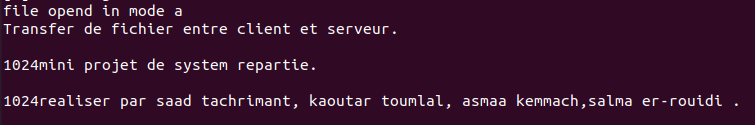 file opend in mode a
Transfer de fichier entre client et serveur.
1024mini projet de system repartie.
1024realiser par saad tachrimant, kaoutar toumlal, asmaa kemmach,salma er-rouidi .